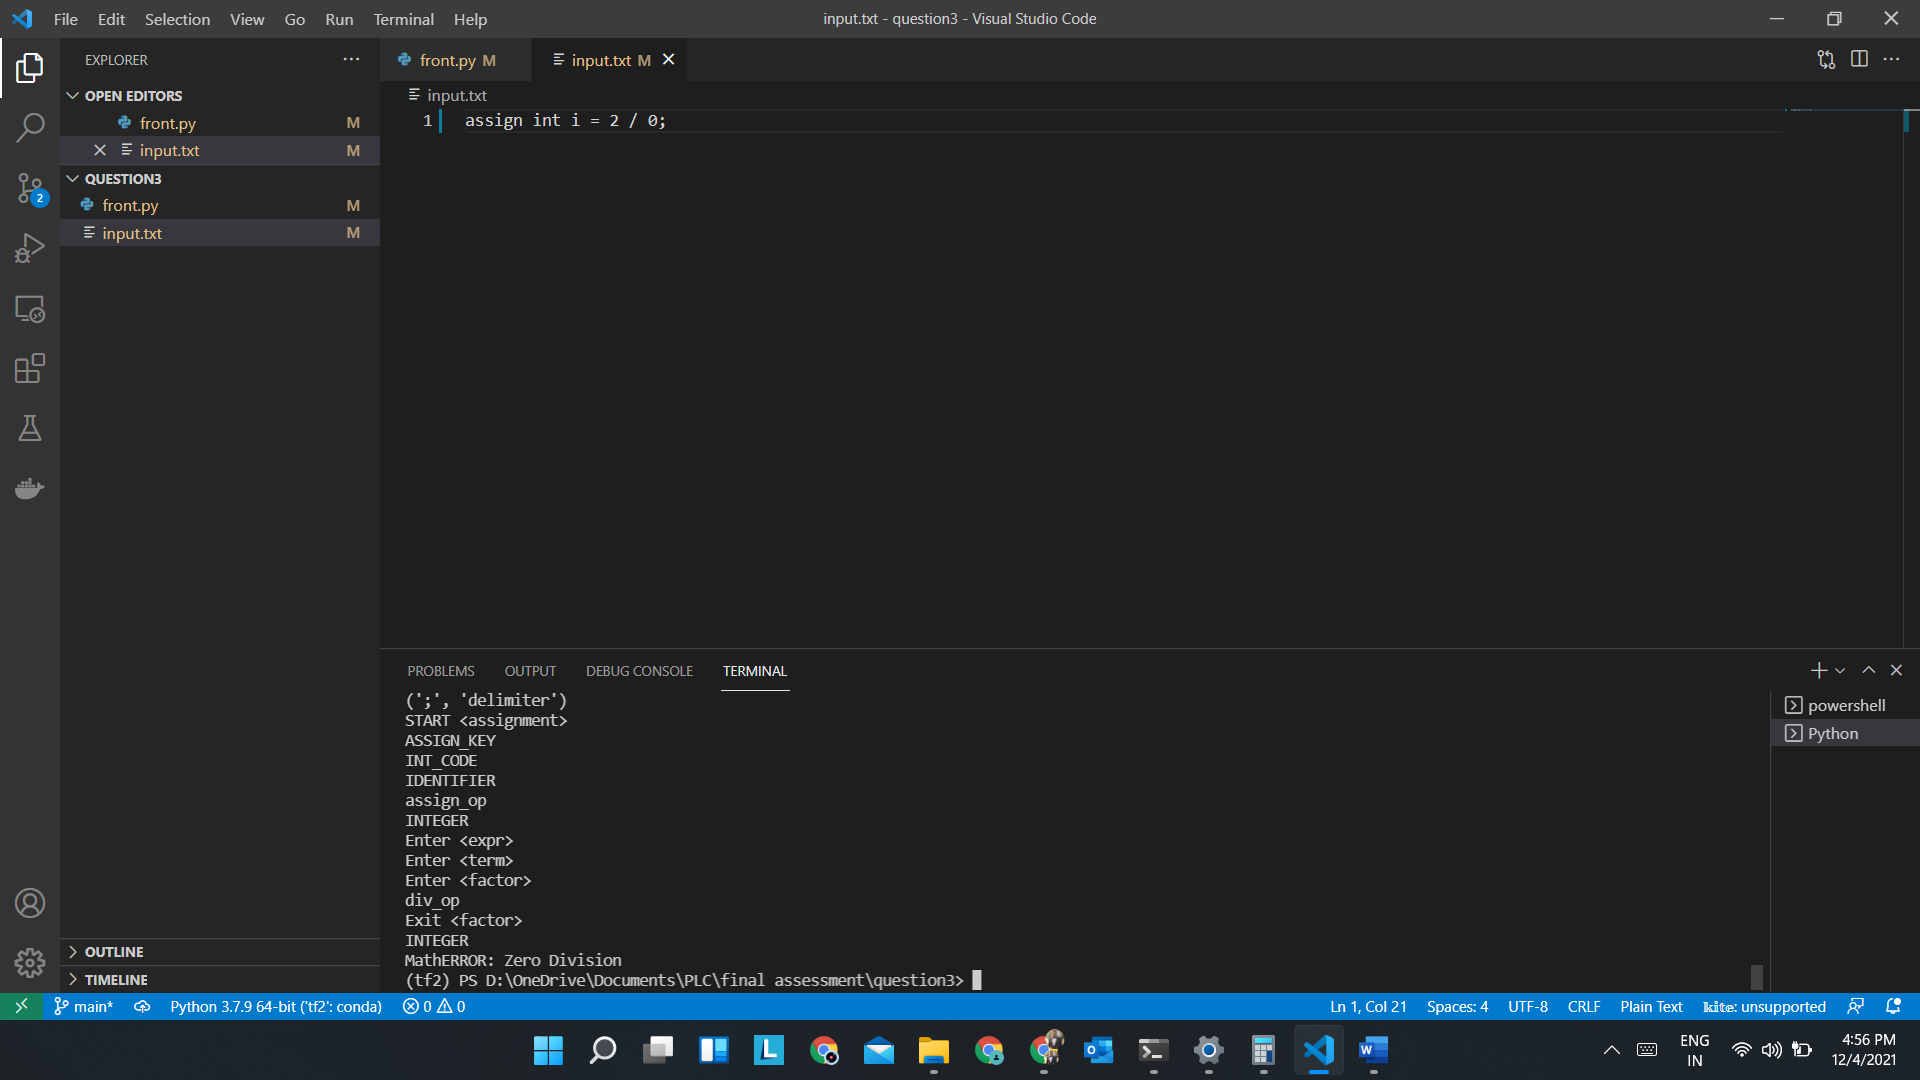 File Edit Selection View Go Run Terminal Help
input.txt - question3 - Visual Studio Code
EXPLORER
OPEN EDITORS
front.py M
input.txt M
QUESTION3
front.py M
input.txt M
OUTLINE
TIMELINE
front.py M
input.txt M
input.txt
1 assign int i = 2 / 0;
PROBLEMS OUTPUT DEBUG CONSOLE TERMINAL
(';', 'delimiter')
START <assignment>
ASSIGN_KEY
INT_CODE
IDENTIFIER
assign_op
INTEGER
Enter <expr>
Enter <term>
Enter <factor>
div_op
Exit <factor>
INTEGER
MathERROR: Zero Division
(tf2) PS D:\OneDrive\Documents\PLC\final assessment\question3>
powershell
Python
2
main* Python 3.7.9 64-bit ('tf2': conda) 0 0
Ln 1, Col 21 Spaces: 4 UTF-8 CRLF Plain Text kite: unsupported
L
W
ENG
IN
4:56 PM
12/4/2021